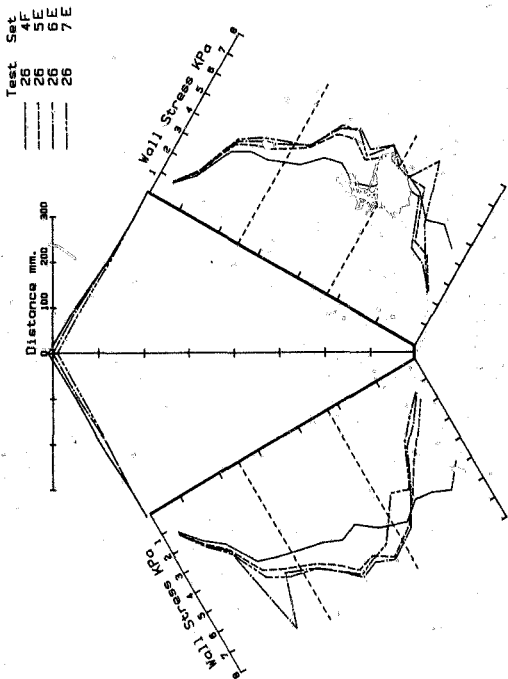 Test Set
26 4F
26 5E
26 6E
26 7E
Distance mm.
0 100 200 300
Wall Stress KPa
1 2 3 4 5 6 7 8
Wall Stress KPa
1 2 3 4 5 6 7 8